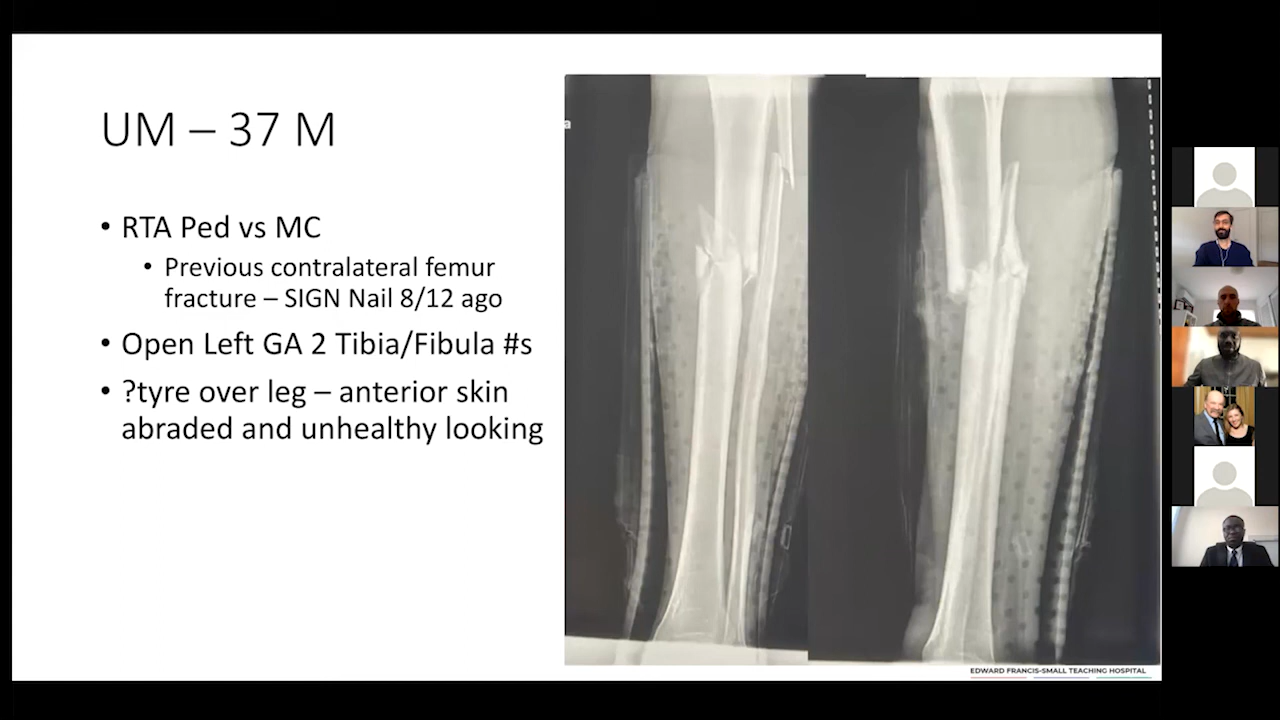 UM – 37 M
• RTA Ped vs MC
• Previous contralateral femur
fracture – SIGN Nail 8/12 ago
• Open Left GA 2 Tibia/Fibula #s
• ?tyre over leg – anterior skin
abraded and unhealthy looking
EDWARD FRANCIS-SMALL TEACHING HOSPITAL